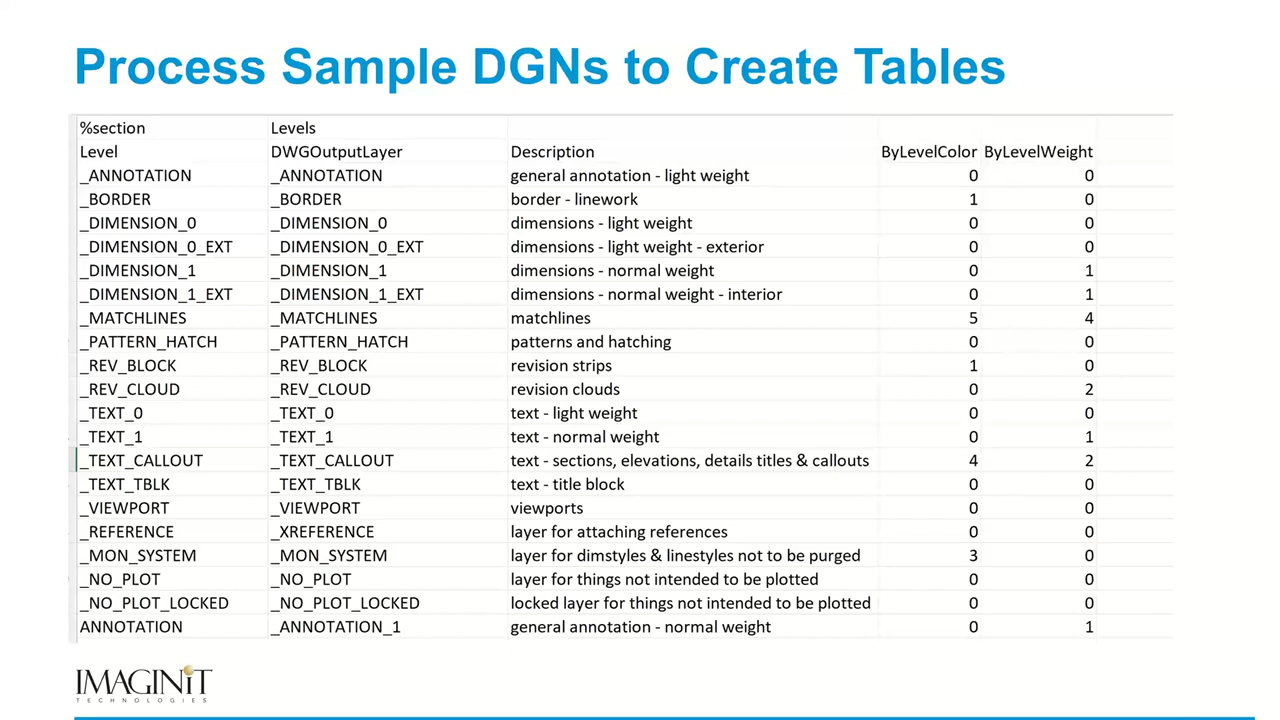 Process Sample DGNs to Create Tables
%section Levels
Level DWGOutputLayer Description ByLevelColor ByLevelWeight
_ANNOTATION _ANNOTATION general annotation - light weight 0 0
_BORDER _BORDER border - linework 1 0
_DIMENSION_0 _DIMENSION_0 dimensions - light weight 0 0
_DIMENSION_0_EXT _DIMENSION_0_EXT dimensions - light weight - exterior 0 0
_DIMENSION_1 _DIMENSION_1 dimensions - normal weight 0 1
_DIMENSION_1_EXT _DIMENSION_1_EXT dimensions - normal weight - interior 0 1
_MATCHLINES _MATCHLINES matchlines 5 4
_PATTERN_HATCH _PATTERN_HATCH patterns and hatching 0 0
_REV_BLOCK _REV_BLOCK revision strips 1 0
_REV_CLOUD _REV_CLOUD revision clouds 0 2
_TEXT_0 _TEXT_0 text - light weight 0 0
_TEXT_1 _TEXT_1 text - normal weight 0 1
_TEXT_CALLOUT _TEXT_CALLOUT text - sections, elevations, details titles & callouts 4 2
_TEXT_TBLK _TEXT_TBLK text - title block 0 0
_VIEWPORT _VIEWPORT viewports 0 0
_REFERENCE _XREFERENCE layer for attaching references 0 0
_MON_SYSTEM _MON_SYSTEM layer for dimstyles & linestyles not to be purged 3 0
_NO_PLOT _NO_PLOT layer for things not intended to be plotted 0 0
_NO_PLOT_LOCKED _NO_PLOT_LOCKED locked layer for things not intended to be plotted 0 0
ANNOTATION _ANNOTATION_1 general annotation - normal weight 0 1
IMAGINiT
TECHNOLOGIES